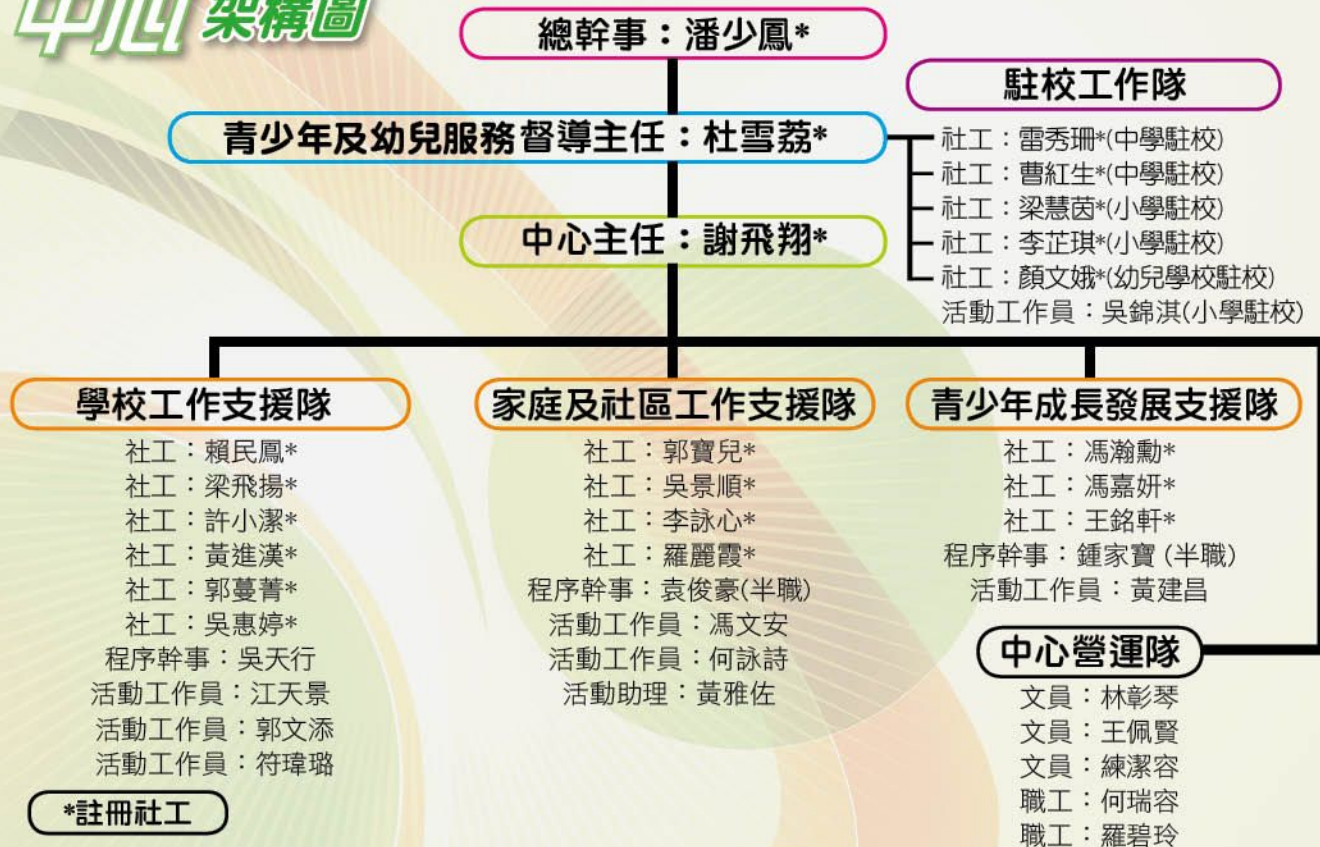 中心 架構圖
總幹事：潘少鳳*
青少年及幼兒服務督導主任：杜雪荔*
中心主任：謝飛翔*
駐校工作隊
社工：雷秀珊*(中學駐校)
社工：曹紅生*(中學駐校)
社工：梁慧茵*(小學駐校)
社工：李芷琪*(小學駐校)
社工：顏文娥*(幼兒學校駐校)
活動工作員：吳錦淇(小學駐校)
學校工作支援隊
社工：賴民鳳*
社工：梁飛揚*
社工：許小潔*
社工：黃進漢*
社工：郭蔓菁*
社工：吳惠婷*
程序幹事：吳天行
活動工作員：江天景
活動工作員：郭文添
活動工作員：符瑋璐
*註冊社工
家庭及社區工作支援隊
社工：郭寶兒*
社工：吳景順*
社工：李詠心*
社工：羅麗霞*
程序幹事：袁俊豪(半職)
活動工作員：馮文安
活動工作員：何詠詩
活動助理：黃雅佐
青少年成長發展支援隊
社工：馮瀚勳*
社工：馮嘉妍*
社工：王銘軒*
程序幹事：鍾家寶 (半職)
活動工作員：黃建昌
中心營運隊
文員：林彰琴
文員：王佩賢
文員：練潔容
職工：何瑞容
職工：羅碧玲